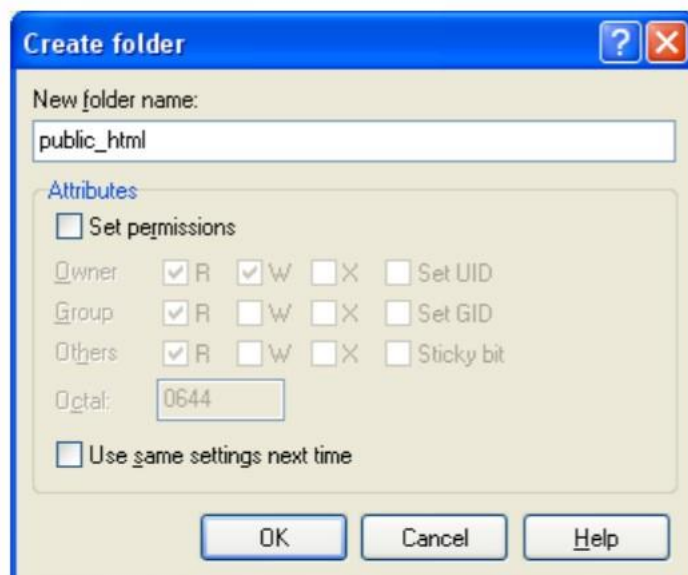 Create folder
New folder name:
public_html
Attributes
Set permissions
Owner R W X Set UID
Group R W X Set GID
Others R W X Sticky bit
Octal: 0644
Use same settings next time
OK Cancel Help